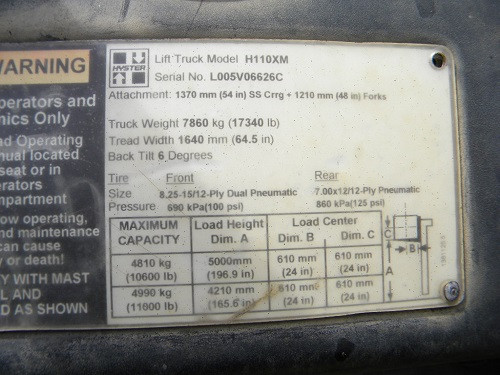 WARNING
perators and
nics Only
ad Operating
nual located
seat or in
erators
mpartment
ow operating,
nd maintenance
can cause
y or death!
Y WITH MAST
L AND
D AS SHOWN
HYSTER
Lift Truck Model H110XM
Serial No. L005V06626C
Attachment: 1370 mm (54 in) SS Crrg + 1210 mm (48 in) Forks
Truck Weight 7860 kg (17340 lb)
Tread Width 1640 mm (64.5 in)
Back Tilt 6 Degrees
Tire Front Rear
Size 8.25-15/12-Ply Dual Pneumatic 7.00x12/12-Ply Pneumatic
Pressure 690 kPa(100 psi) 860 kPa(125 psi)
MAXIMUM CAPACITY Load Height Dim. A Load Center Dim. B Dim. C
4810 kg 5000mm 610 mm 610 mm
(10600 lb) (196.9 in) (24 in) (24 in)
4990 kg 4210 mm 610 mm 610 mm
(11000 lb) (165.6 in) (24 in) (24 in)
C
B
A